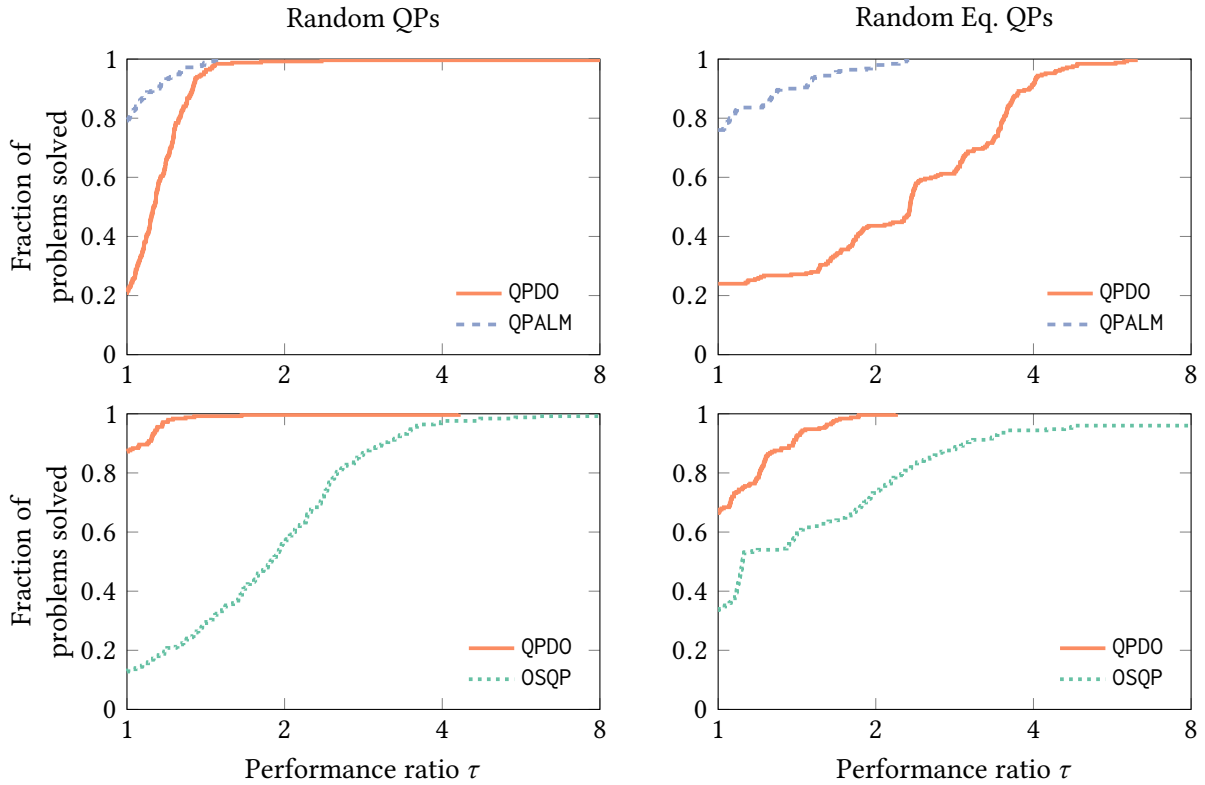 Random QPs
Random Eq. QPs
Fraction of
problems solved
1
0.8
0.6
0.4
0.2
0
1 2 4 8
QPDO
QPALM
1
0.8
0.6
0.4
0.2
0
1 2 4 8
QPDO
QPALM
Fraction of
problems solved
1
0.8
0.6
0.4
0.2
0
1 2 4 8
QPDO
OSQP
Performance ratio τ
1
0.8
0.6
0.4
0.2
0
1 2 4 8
QPDO
OSQP
Performance ratio τ